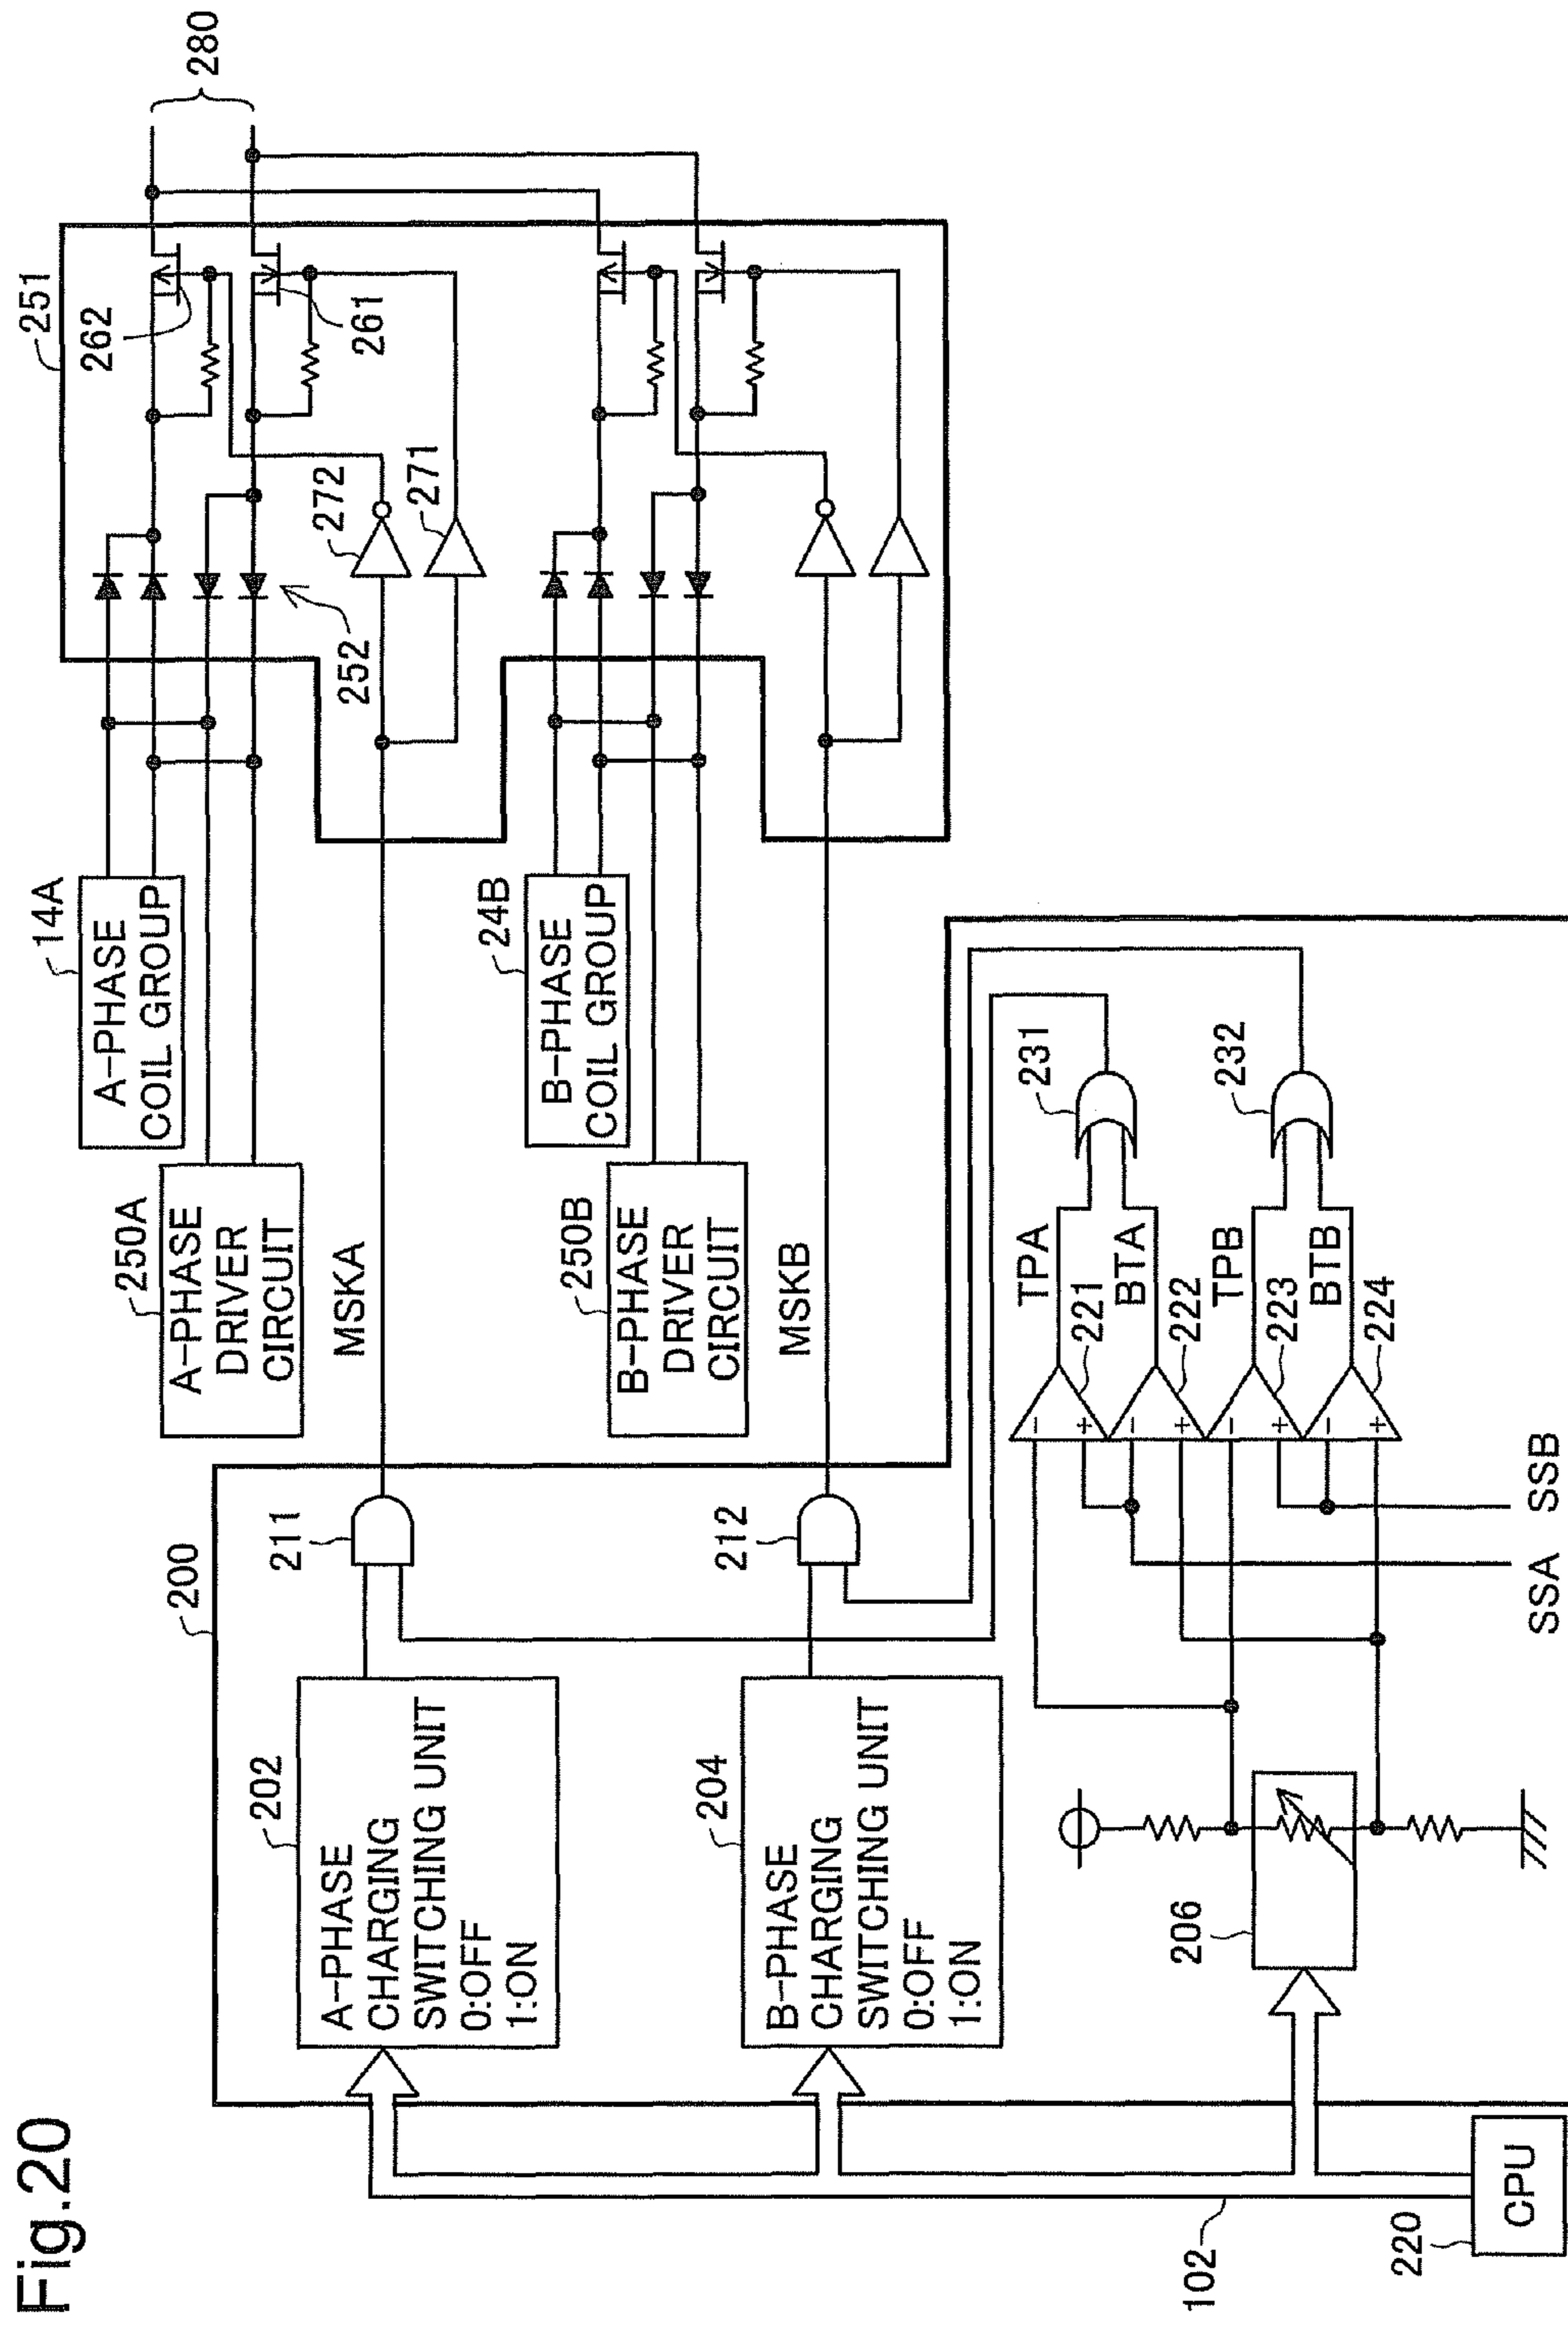 Fig.20
200
202
A-PHASE
CHARGING
SWITCHING UNIT
0:OFF
1:ON
211
MSKA
250A
A-PHASE
DRIVER
CIRCUIT
14A
A-PHASE
COIL GROUP
251
262
261
252
272
271
280
204
B-PHASE
CHARGING
SWITCHING UNIT
0:OFF
1:ON
212
MSKB
250B
B-PHASE
DRIVER
CIRCUIT
24B
B-PHASE
COIL GROUP
102
206
220
CPU
-
+
-
+
-
+
-
+
TPA
221
BTA
222
TPB
223
BTB
224
231
232
SSA
SSB